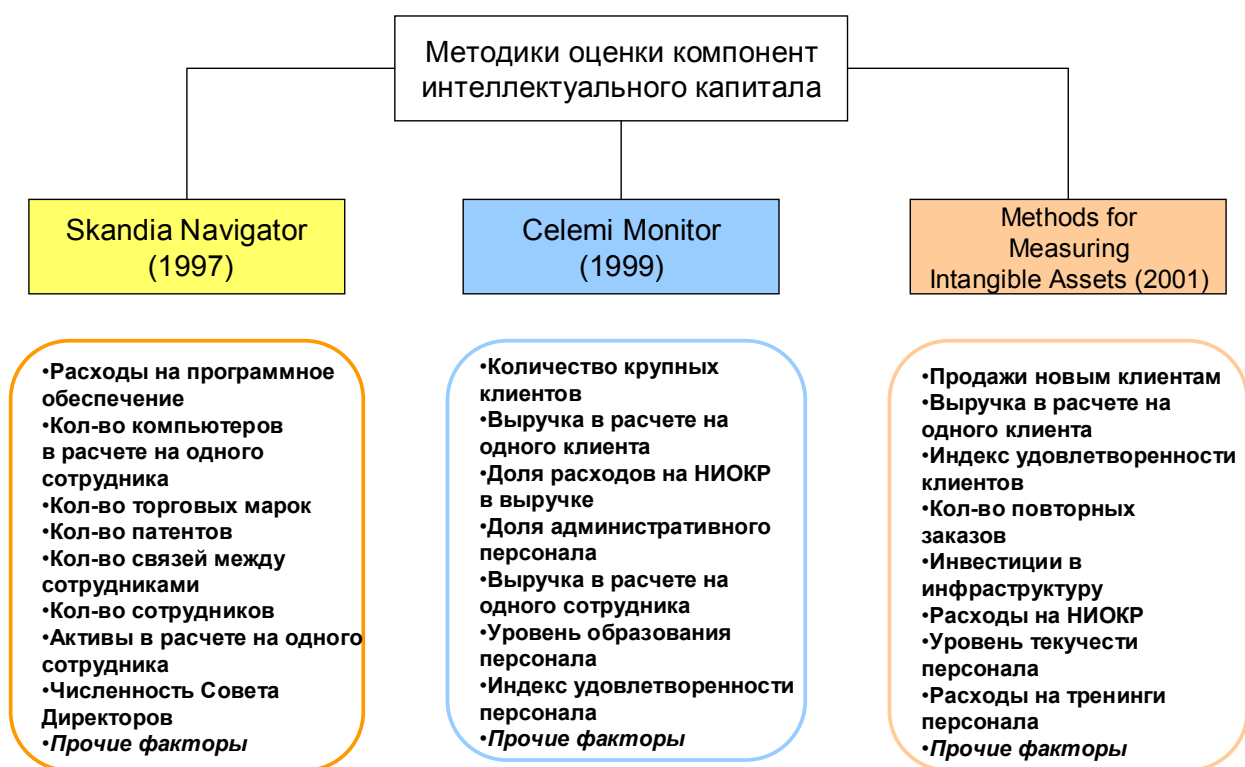 Методики оценки компонент
интеллектуального капитала
Skandia Navigator
(1997)
Celemi Monitor
(1999)
Methods for
Measuring
Intangible Assets (2001)
•Расходы на программное
обеспечение
•Кол-во компьютеров
в расчете на одного
сотрудника
•Кол-во торговых марок
•Кол-во патентов
•Кол-во связей между
сотрудниками
•Кол-во сотрудников
•Активы в расчете на одного
сотрудника
•Численность Совета
Директоров
•Прочие факторы
•Количество крупных
клиентов
•Выручка в расчете на
одного клиента
•Доля расходов на НИОКР
в выручке
•Доля административного
персонала
•Выручка в расчете на
одного сотрудника
•Уровень образования
персонала
•Индекс удовлетворенности
персонала
•Прочие факторы
•Продажи новым клиентам
•Выручка в расчете на
одного клиента
•Индекс удовлетворенности
клиентов
•Кол-во повторных
заказов
•Инвестиции в
инфраструктуру
•Расходы на НИОКР
•Уровень текучести
персонала
•Расходы на тренинги
персонала
•Прочие факторы